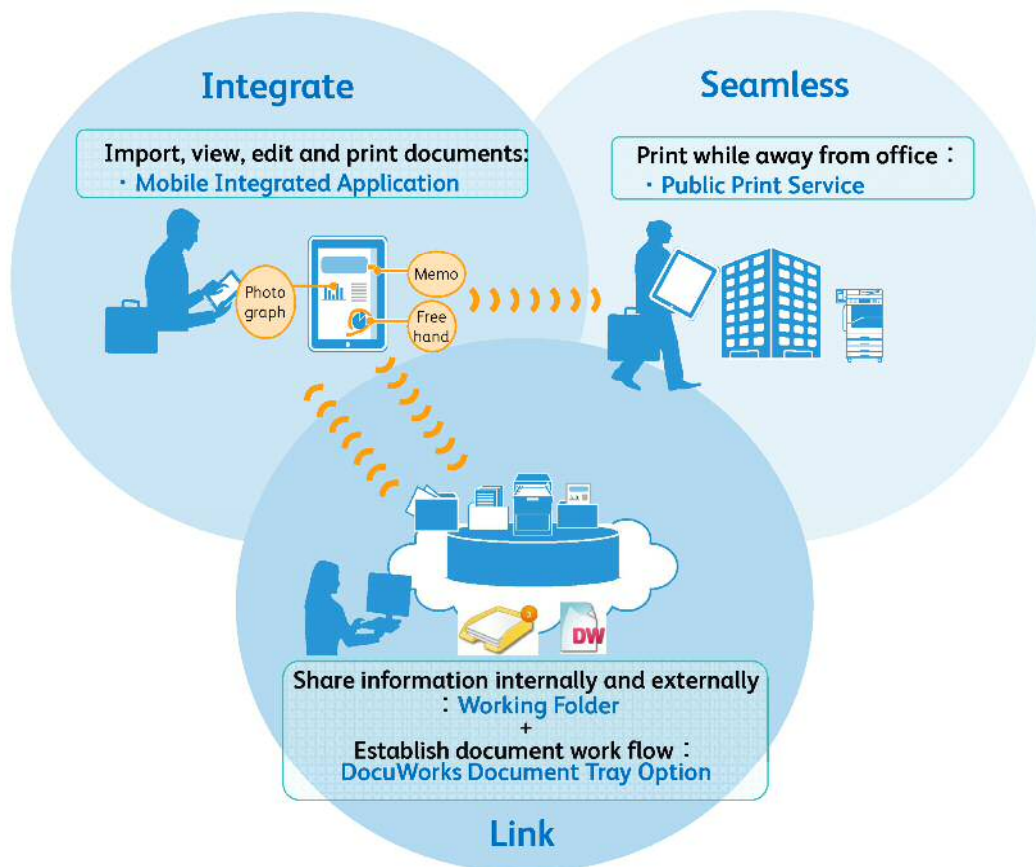 Integrate
Import, view, edit and print documents:
・ Mobile Integrated Application
Photo
graph
Memo
Free
hand
Seamless
Print while away from office :
・ Public Print Service
3
DW
Share information internally and externally
: Working Folder
+
Establish document work flow :
DocuWorks Document Tray Option
Link